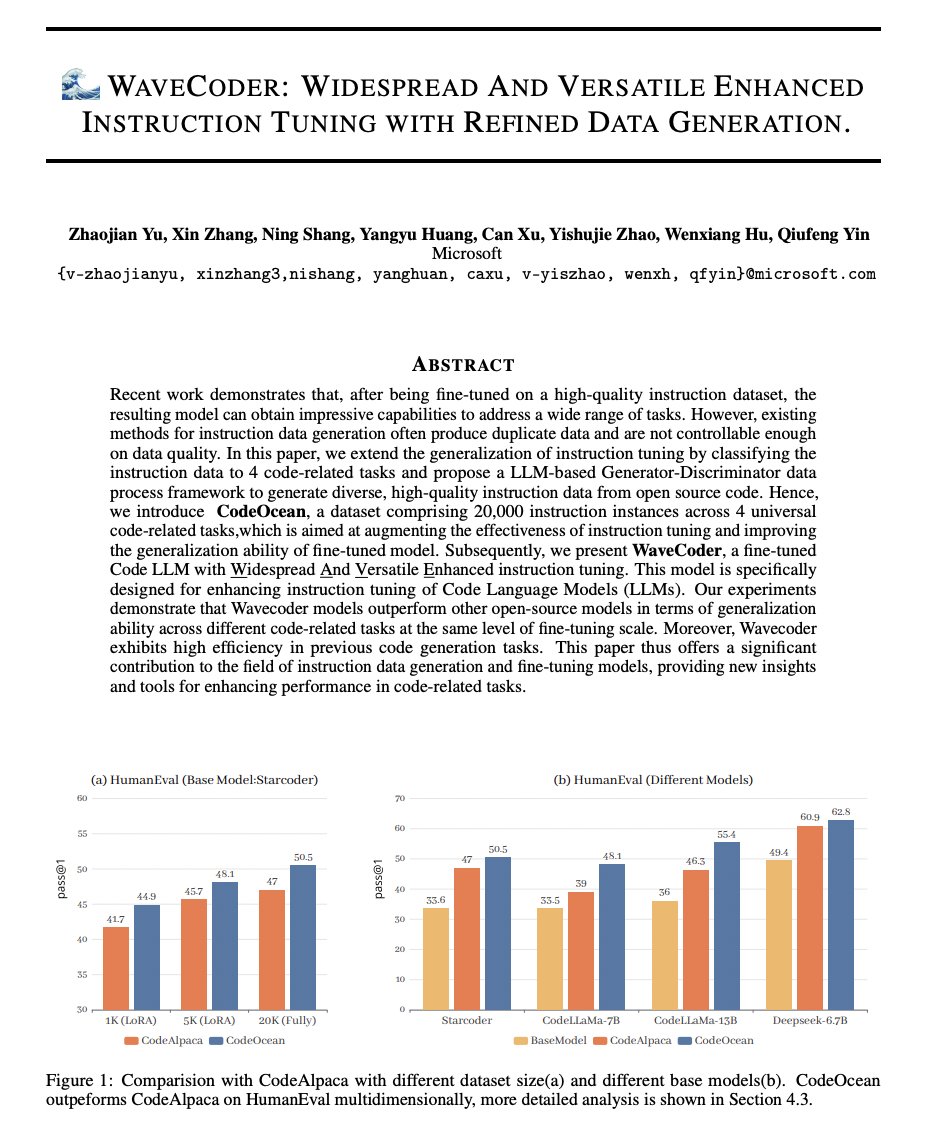 WAVECODER: WIDESPREAD AND VERSATILE ENHANCED
INSTRUCTION TUNING WITH REFINED DATA GENERATION.
Zhaojian Yu, Xin Zhang, Ning Shang, Yangyu Huang, Can Xu, Yishujie Zhao, Wenxiang Hu, Qiufeng Yin
Microsoft
{v-zhaojianyu, xinzhang3,nishang, yanghuan, caxu, v-yiszhao, wenxh, qfyin}@microsoft.com
ABSTRACT
Recent work demonstrates that, after being fine-tuned on a high-quality instruction dataset, the
resulting model can obtain impressive capabilities to address a wide range of tasks. However, existing
methods for instruction data generation often produce duplicate data and are not controllable enough
on data quality. In this paper, we extend the generalization of instruction tuning by classifying the
instruction data to 4 code-related tasks and propose a LLM-based Generator-Discriminator data
process framework to generate diverse, high-quality instruction data from open source code. Hence,
we introduce CodeOcean, a dataset comprising 20,000 instruction instances across 4 universal
code-related tasks,which is aimed at augmenting the effectiveness of instruction tuning and improving
the generalization ability of fine-tuned model. Subsequently, we present WaveCoder, a fine-tuned
Code LLM with Widespread And Versatile Enhanced instruction tuning. This model is specifically
designed for enhancing instruction tuning of Code Language Models (LLMs). Our experiments
demonstrate that Wavecoder models outperform other open-source models in terms of generalization
ability across different code-related tasks at the same level of fine-tuning scale. Moreover, Wavecoder
exhibits high efficiency in previous code generation tasks. This paper thus offers a significant
contribution to the field of instruction data generation and fine-tuning models, providing new insights
and tools for enhancing performance in code-related tasks.
(a) HumanEval (Base Model:Starcoder)
pass@1
60
55
50
45
40
35
30
41.7
44.9
45.7
48.1
47
50.5
1K (LoRA)
5K (LoRA)
20K (Fully)
CodeAlpaca
CodeOcean
(b) HumanEval (Different Models)
pass@1
70
60
50
40
30
20
10
0
33.6
47
50.5
33.5
39
48.1
36
46.3
55.4
49.4
60.9
62.8
Starcoder
CodeLLaMa-7B
CodeLLaMa-13B
Deepseek-6.7B
BaseModel
CodeAlpaca
CodeOcean
Figure 1: Comparision with CodeAlpaca with different dataset size(a) and different base models(b). CodeOcean
outpeforms CodeAlpaca on HumanEval multidimensionally, more detailed analysis is shown in Section 4.3.